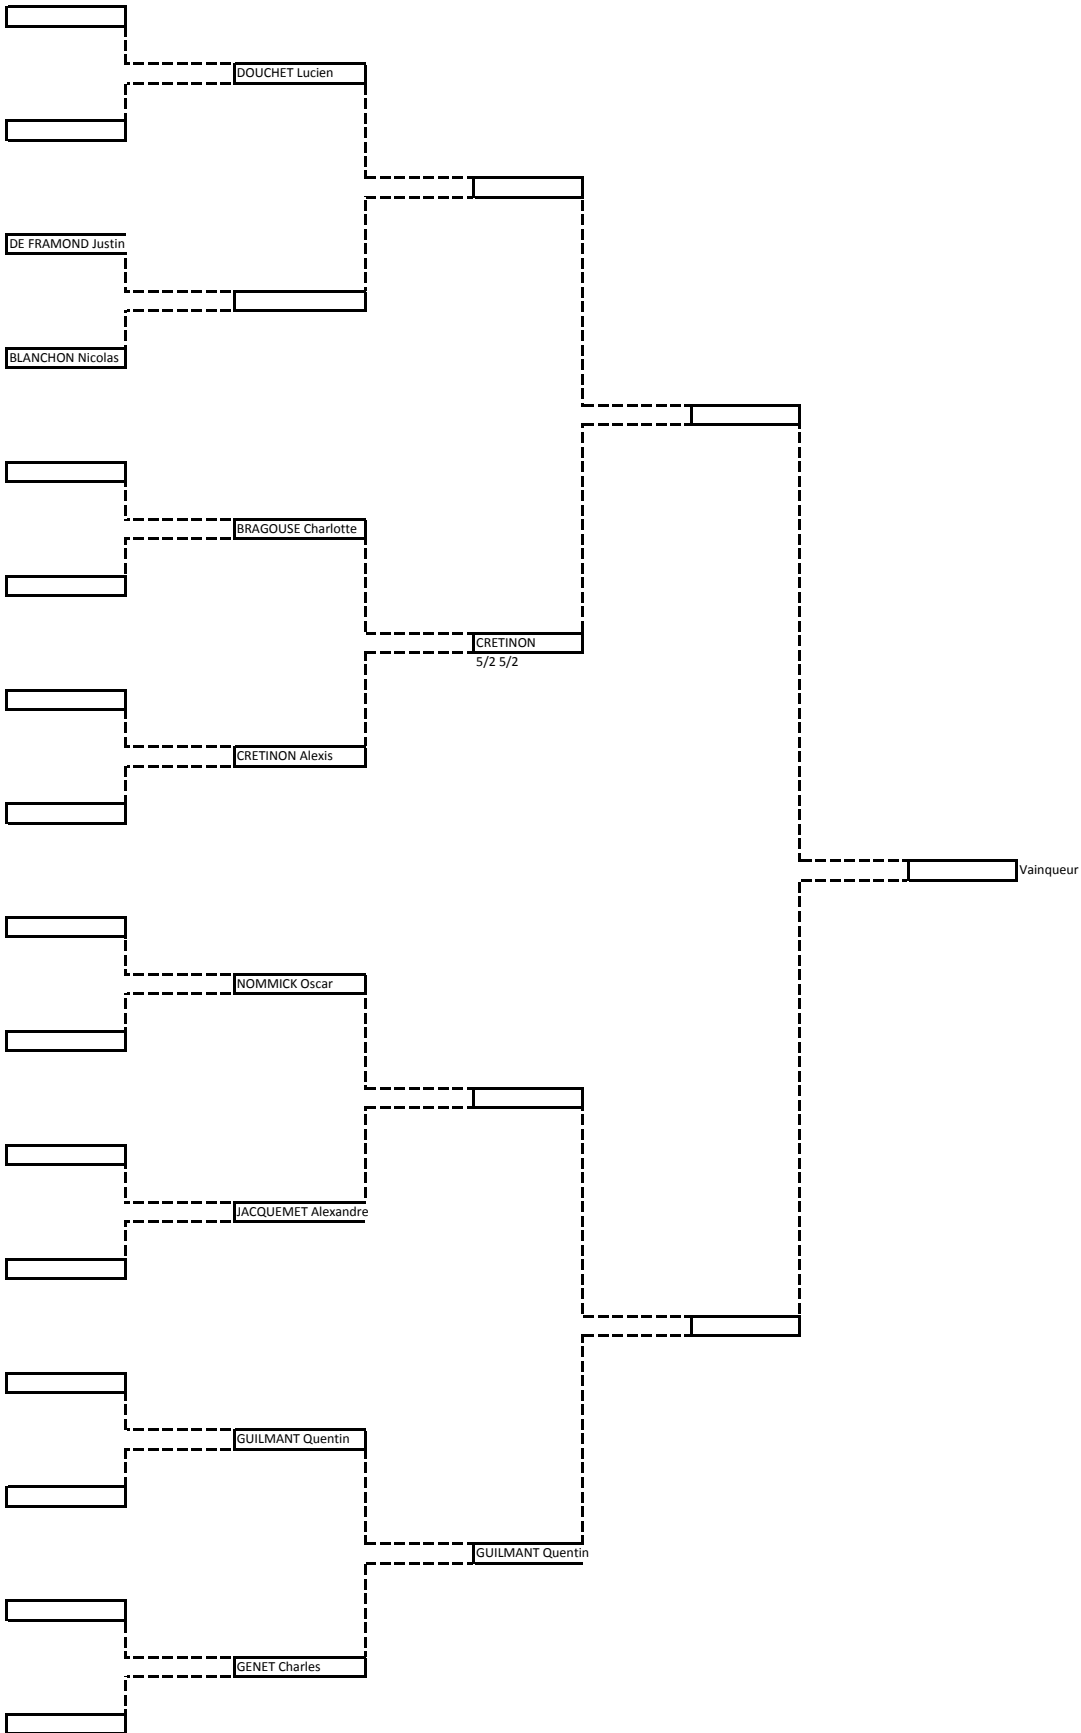 DOUCHET Lucien
DE FRAMOND Justin
BLANCHON Nicolas
BRAGOUSE Charlotte
CRETINON
5/2 5/2
CRETINON Alexis
Vainqueur
NOMMICK Oscar
JACQUEMET Alexandre
GUILMANT Quentin
GUILMANT Quentin
GENET Charles